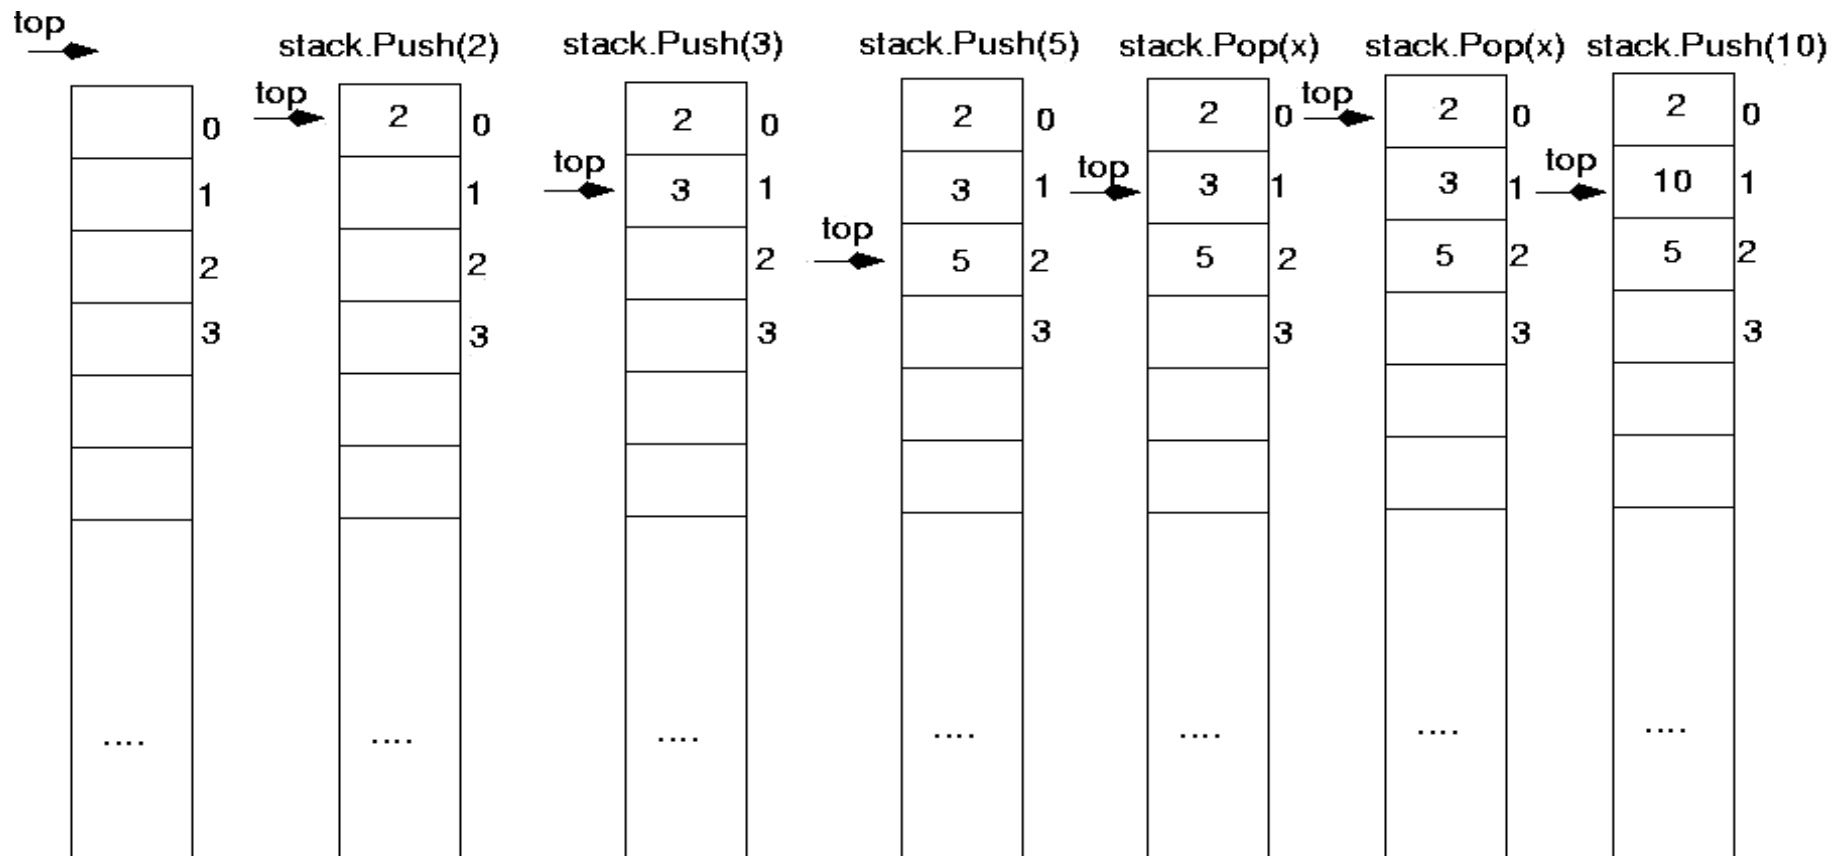 top
stack.Push(2) stack.Push(3) stack.Push(5) stack.Pop(x) stack.Pop(x) stack.Push(10)
0 top 2 0 2 0 2 0 2 0 top 2 0 2 0
1 1 top 3 1 3 1 top 3 1 3 1 top 10 1
2 2 2 top 5 2 5 2 5 2 5 2
3 3 3 3 3 3 3
.... .... .... .... .... .... ....